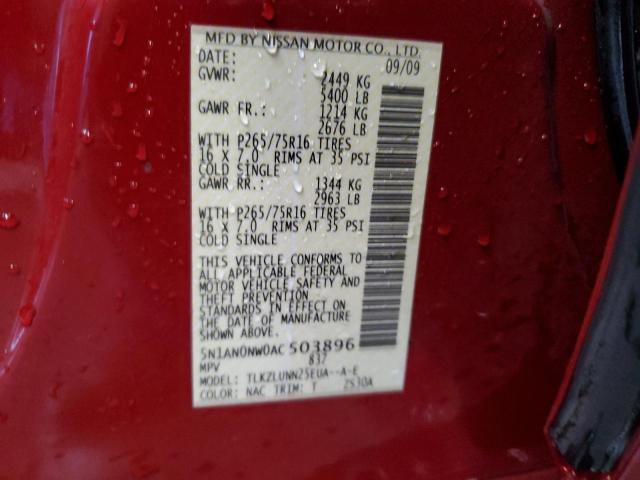 MFD BY NISSAN MOTOR CO., LTD.
DATE: 09/09
GVWR: 2449 KG
5400 LB
GAWR FR.: 1214 KG
2676 LB
WITH P265/75R16 TIRES
16 X 7.0 RIMS AT 35 PSI
COLD SINGLE
GAWR RR.: 1344 KG
2963 LB
WITH P265/75R16 TIRES
16 X 7.0 RIMS AT 35 PSI
COLD SINGLE
THIS VEHICLE CONFORMS TO
ALL APPLICABLE FEDERAL
MOTOR VEHICLE SAFETY AND
THEFT PREVENTION
STANDARDS IN EFFECT ON
THE DATE OF MANUFACTURE
SHOWN ABOVE.
5N1AN0NW0AC503896
837
MPV
MODEL: TLKZLUNN25EUA--A-E
COLOR: NAC TRIM: T ZS30A